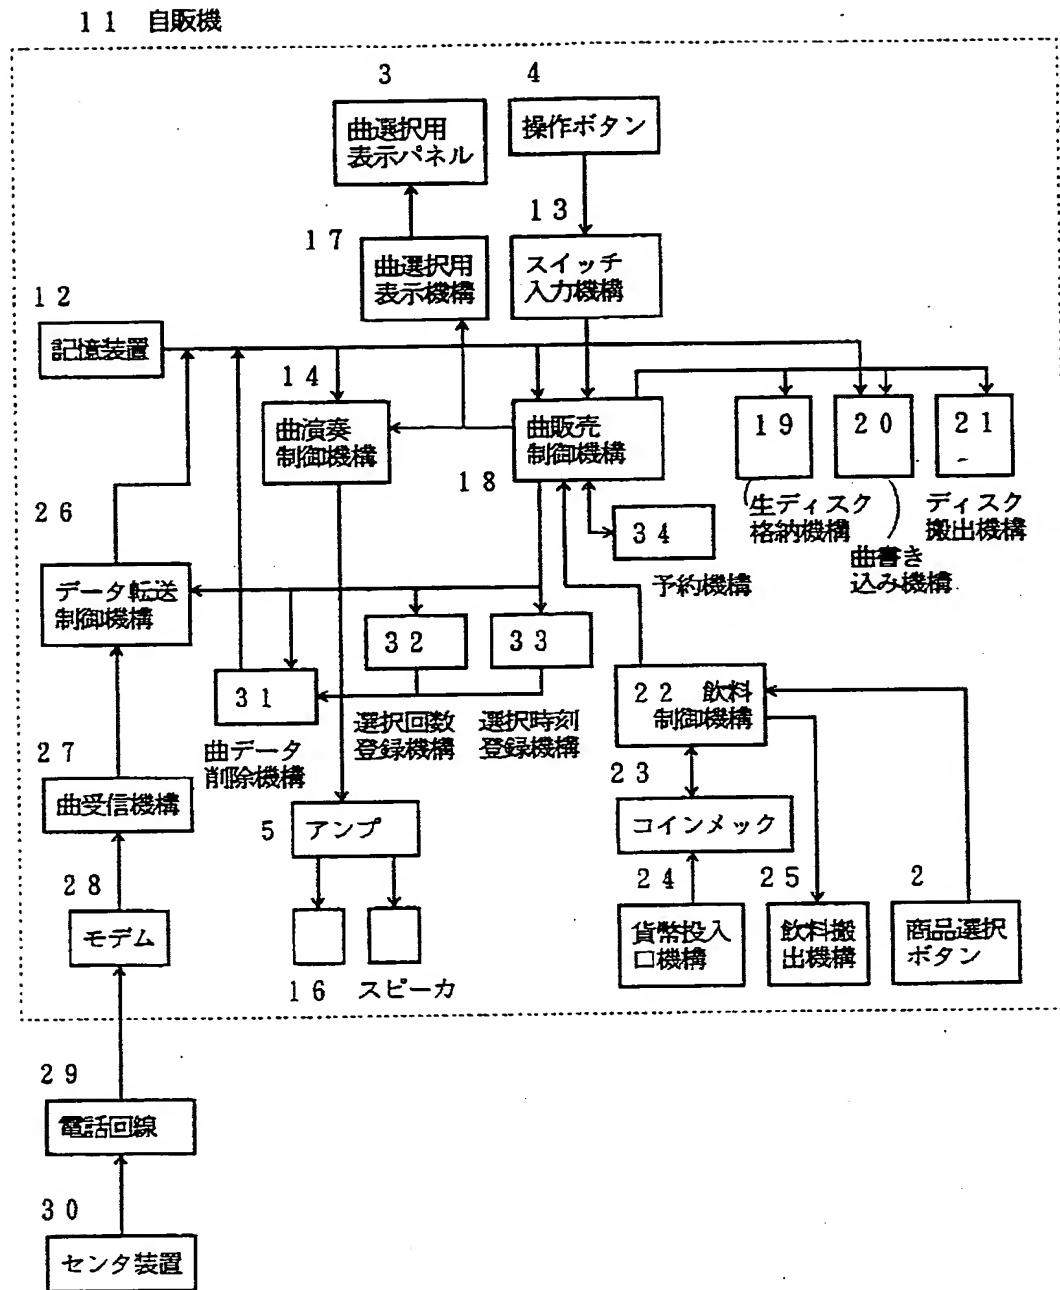 11 自販機
3
4
曲選択用
表示パネル
操作ボタン
17
13
曲選択用
表示機構
スイッチ
入力機構
12
記憶装置
14
曲演奏
制御機構
曲販売
制御機構
18
19
20
21
生ディスク
格納機構
曲書き
込み機構
ディスク
搬出機構
34
予約機構
26
データ転送
制御機構
32
33
31
選択回数
登録機構
選択時刻
登録機構
曲データ
削除機構
22 飲料
制御機構
27
曲受信機構
23
コインメック
5
アンプ
28
モデム
24
25
2
貨幣投入
口機構
飲料搬
出機構
商品選択
ボタン
16 スピーカ
29
電話回線
30
センタ装置